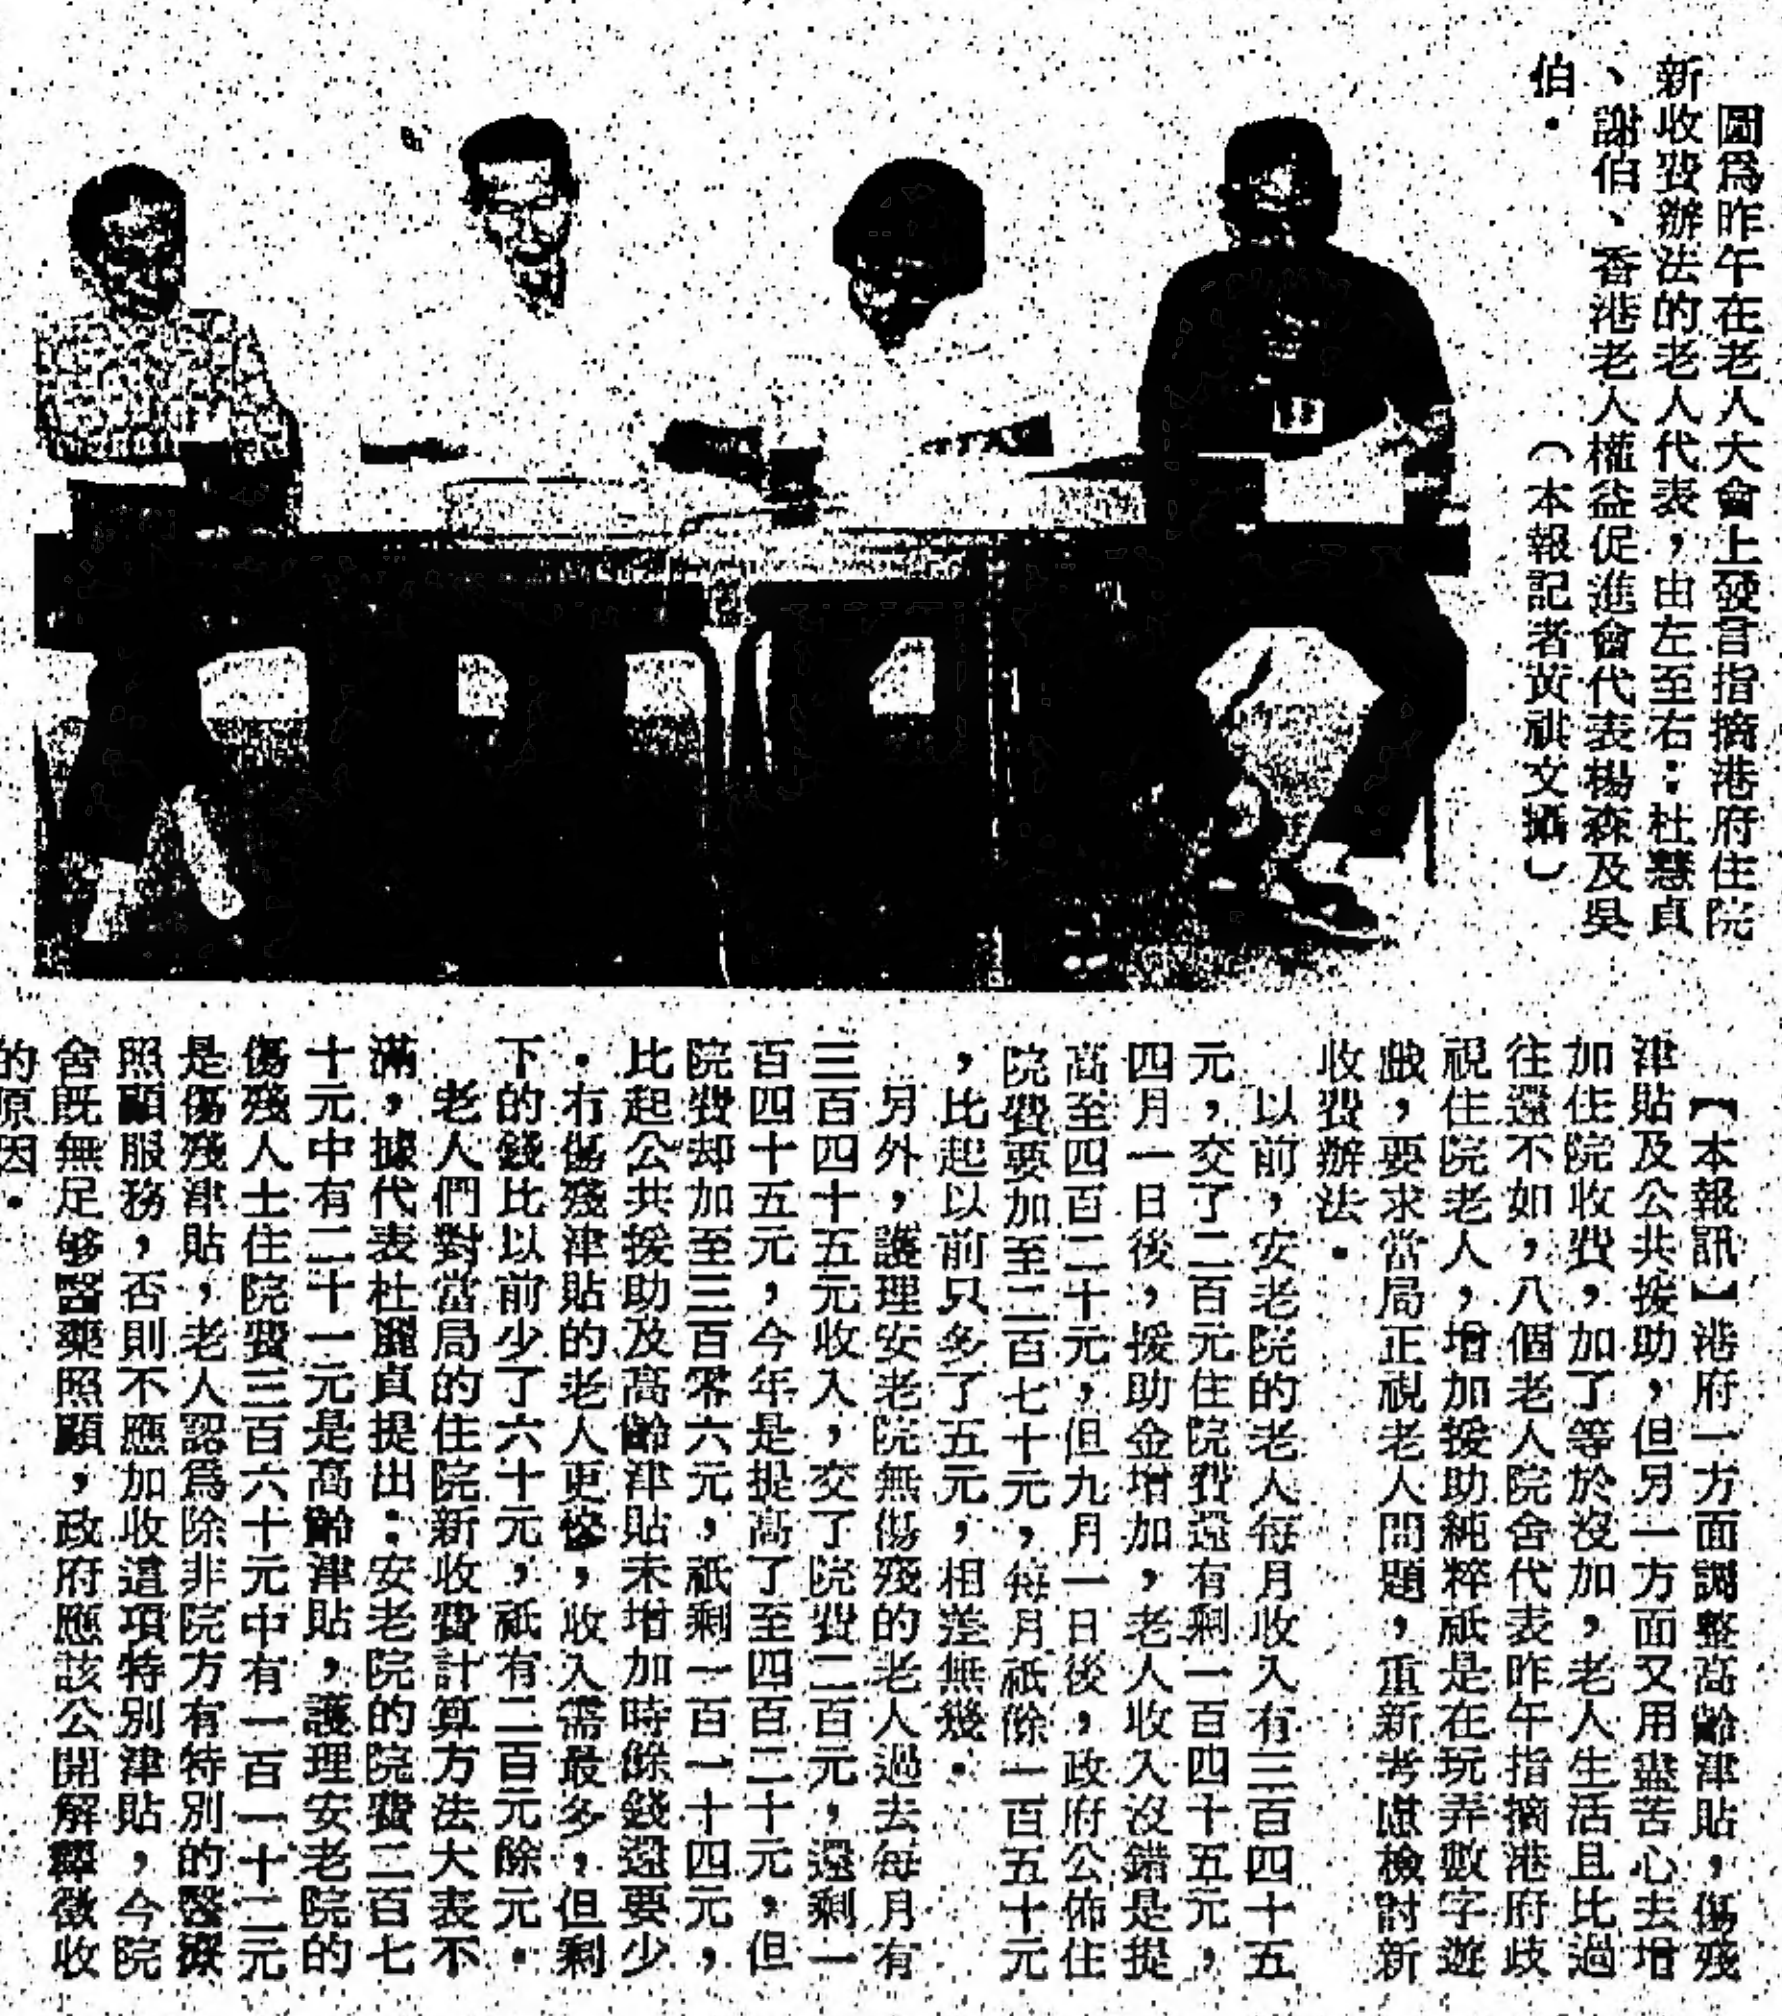 圖爲昨午在老人大會上發言指摘港府住院
新收費辦法的老人代表，由左至右：杜慧貞
、謝伯、香港老人權益促進會代表楊森及吳
伯．　　　　　　　（本報記者黃祺文攝）
【本報訊】港府一方面調整高齡津貼，傷殘
津貼及公共援助，但另一方面又用盡苦心去增
加住院收費，加了等於沒加，老人生活且比過
往還不如，八個老人院舍代表昨午指摘港府歧
視住院老人，增加援助純粹祇是在玩弄數字遊
戲，要求當局正視老人問題，重新考慮檢討新
收費辦法．
以前，安老院的老人每月收入有三百四十五
元，交了二百元住院費還有剩一百四十五元，
四月一日後，援助金增加，老人收入沒錯是提
高至四百二十元，但九月一日後，政府公佈住
院費要加至二百七十元，每月祇餘一百五十元
，比起以前只多了五元，相差無幾．
另外，護理安老院無傷殘的老人過去每月有
三百四十五元收入，交了院費二百元，還剩一
百四十五元，今年是提高了至四百二十元，但
院費却加至三百零六元，祇剩一百一十四元，
比起公共援助及高齡津貼未增加時餘錢還要少
．有傷殘津貼的老人更慘，收入需最多，但剩
下的錢比以前少了六十元，祇有二百元餘元．
老人們對當局的住院新收費計算方法大表不
滿，據代表杜麗貞提出：安老院的院費二百七
十元中有二十一元是高齡津貼，護理安老院的
傷殘人士住院費三百六十元中有一百一十二元
是傷殘津貼，老人認爲除非院方有特別的醫療
照顧服務，否則不應加收這項特別津貼，今院
舍既無足够醫藥照顧，政府應該公開解釋徵收
的原因．